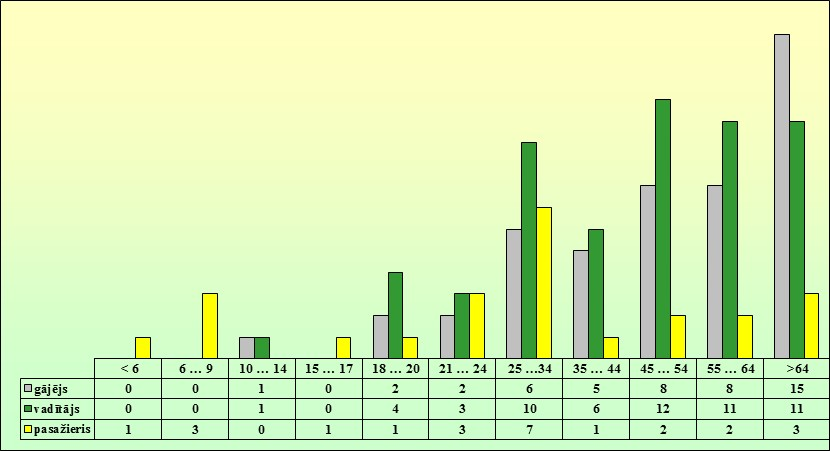 < 6 6 … 9 10 … 14 15 … 17 18 … 20 21 … 24 25 …34 35 … 44 45 … 54 55 … 64 >64
gājējs 0 0 1 0 2 2 6 5 8 8 15
vadītājs 0 0 1 0 4 3 10 6 12 11 11
pasažieris 1 3 0 1 1 3 7 1 2 2 3